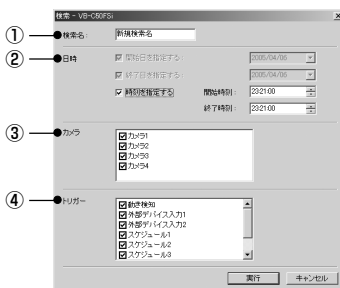 検索 - VB-C50FSi
① 検索名： 新規検索名
② 日時 開始日を指定する： 2005/04/06
終了日を指定する： 2005/04/06
時刻を指定する 開始時刻： 23:21:00
終了時刻： 23:21:00
③ カメラ カメラ1
カメラ2
カメラ3
カメラ4
④ トリガー 動き検知
外部デバイス入力1
外部デバイス入力2
スケジュール1
スケジュール2
スケジュール3
実行 キャンセル